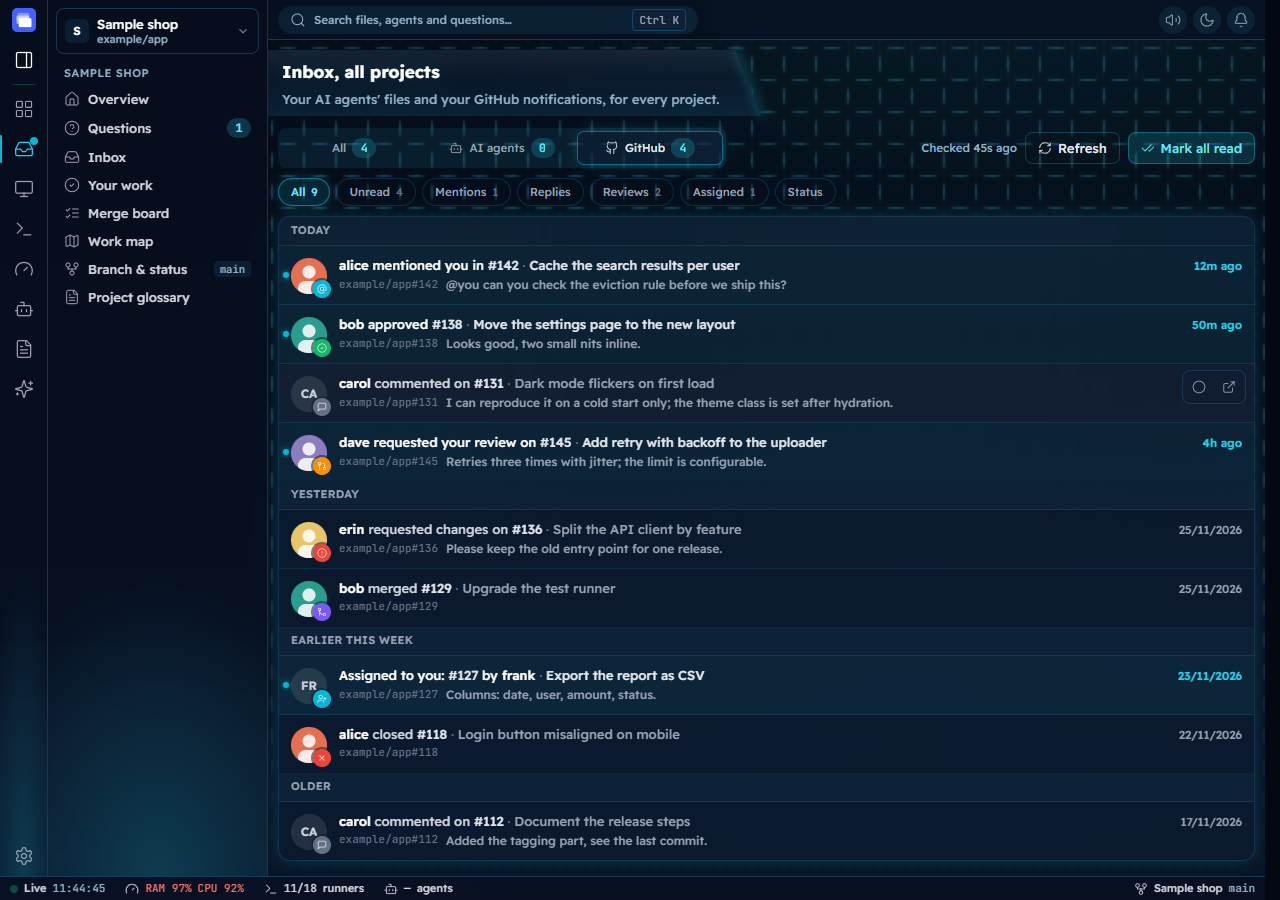 S
Sample shop
example/app
Search files, agents and questions...
Ctrl K
SAMPLE SHOP
Overview
Questions 1
Inbox
Your work
Merge board
Work map
Branch & status main
Project glossary
Inbox, all projects
Your AI agents' files and your GitHub notifications, for every project.
All 4
AI agents 0
GitHub 4
Checked 45s ago
Refresh
Mark all read
All 9
Unread 4
Mentions 1
Replies
Reviews 2
Assigned 1
Status
TODAY
alice mentioned you in #142 · Cache the search results per user
12m ago
example/app#142 @you can you check the eviction rule before we ship this?
bob approved #138 · Move the settings page to the new layout
50m ago
example/app#138 Looks good, two small nits inline.
CA
carol commented on #131 · Dark mode flickers on first load
example/app#131 I can reproduce it on a cold start only; the theme class is set after hydration.
dave requested your review on #145 · Add retry with backoff to the uploader
4h ago
example/app#145 Retries three times with jitter; the limit is configurable.
YESTERDAY
erin requested changes on #136 · Split the API client by feature
25/11/2026
example/app#136 Please keep the old entry point for one release.
bob merged #129 · Upgrade the test runner
25/11/2026
example/app#129
EARLIER THIS WEEK
FR
Assigned to you: #127 by frank · Export the report as CSV
23/11/2026
example/app#127 Columns: date, user, amount, status.
alice closed #118 · Login button misaligned on mobile
22/11/2026
example/app#118
OLDER
CA
carol commented on #112 · Document the release steps
17/11/2026
example/app#112 Added the tagging part, see the last commit.
Live 11:44:45
RAM 97% CPU 92%
11/18 runners
— agents
Sample shop main